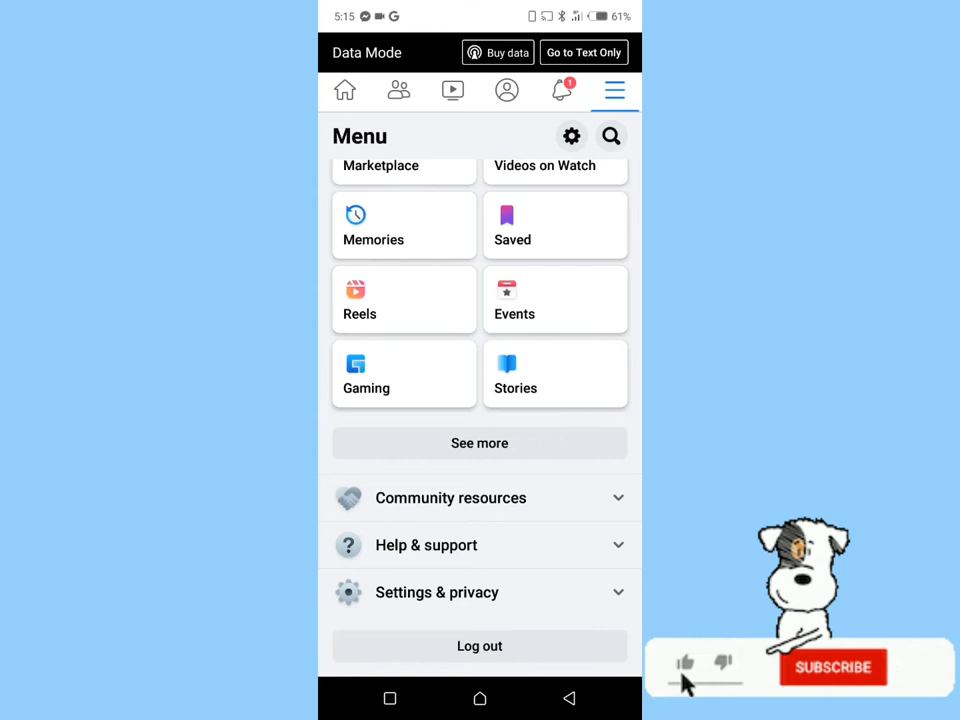 5:15 61%
Data Mode Buy data Go to Text Only
1
Menu
Marketplace Videos on Watch
Memories Saved
Reels Events
Gaming Stories
See more
Community resources
Help & support
Settings & privacy
Log out
SUBSCRIBE